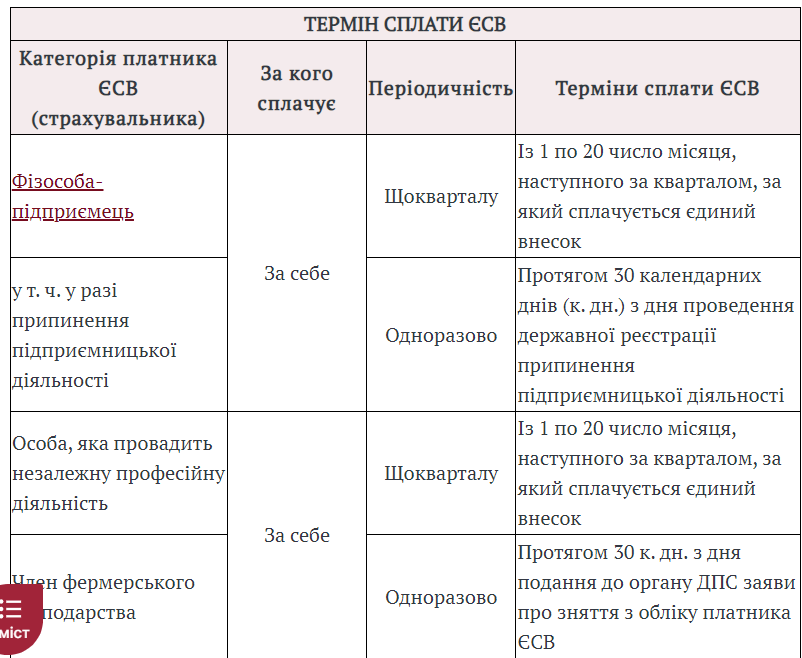 ТЕРМІН СПЛАТИ ЄСВ
Категорія платника
ЄСВ
(страхувальника)
За кого
сплачує
Періодичність
Терміни сплати ЄСВ
Фізособа-
підприємець
За себе
Щокварталу
Із 1 по 20 число місяця,
наступного за кварталом, за
який сплачується єдиний
внесок
у т. ч. у разі
припинення
підприємницької
діяльності
Одноразово
Протягом 30 календарних
днів (к. дн.) з дня проведення
державної реєстрації
припинення
підприємницької діяльності
Особа, яка провадить
незалежну професійну
діяльність
За себе
Щокварталу
Із 1 по 20 число місяця,
наступного за кварталом, за
який сплачується єдиний
внесок
Член фермерського
подарства
Одноразово
Протягом 30 к. дн. з дня
подання до органу ДПС заяви
про зняття з обліку платника
ЄСВ
міст